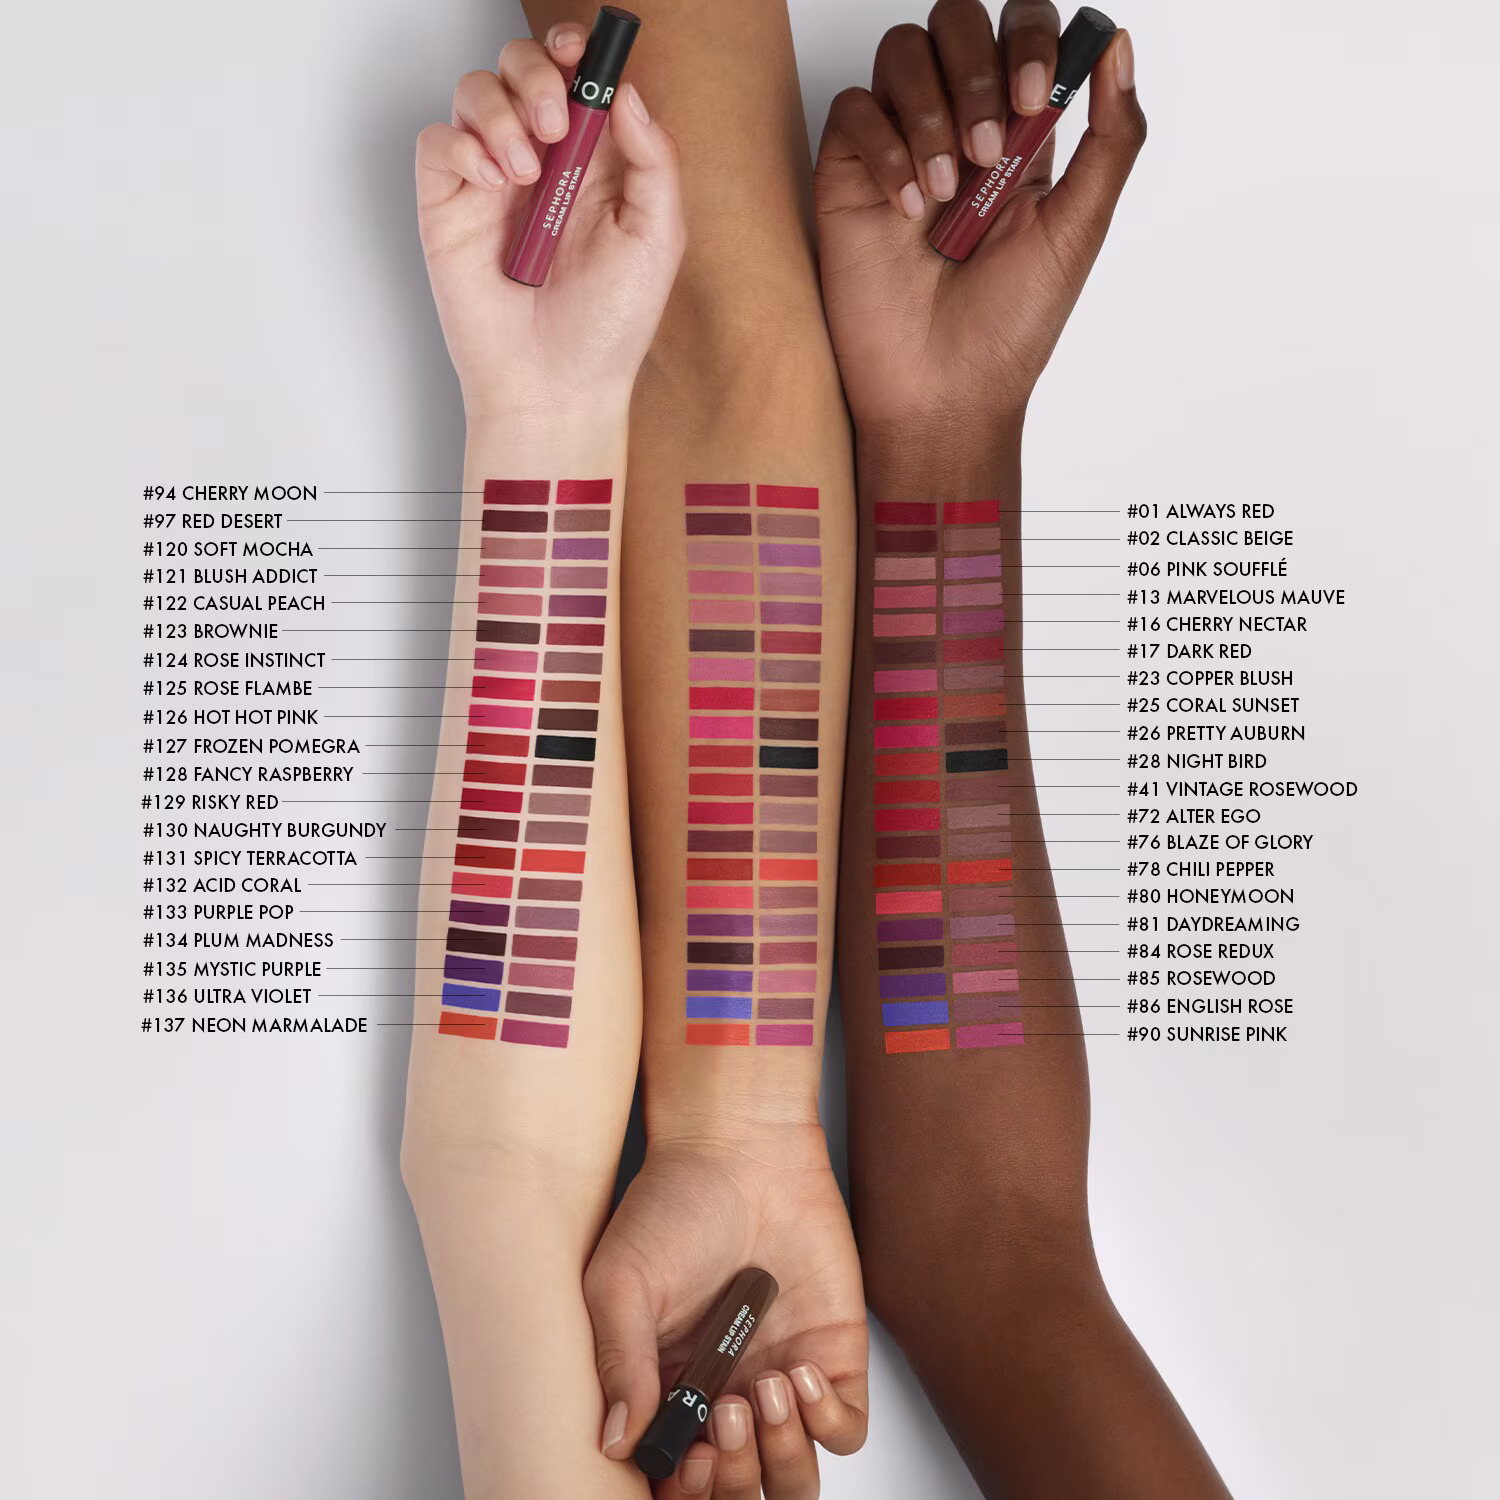 HOR
SEPHORA
CREAM LIP STAIN
SEPHORA
CREAM LIP STAIN
#94 CHERRY MOON
#97 RED DESERT
#120 SOFT MOCHA
#121 BLUSH ADDICT
#122 CASUAL PEACH
#123 BROWNIE
#124 ROSE INSTINCT
#125 ROSE FLAMBE
#126 HOT HOT PINK
#127 FROZEN POMEGRA
#128 FANCY RASPBERRY
#129 RISKY RED
#130 NAUGHTY BURGUNDY
#131 SPICY TERRACOTTA
#132 ACID CORAL
#133 PURPLE POP
#134 PLUM MADNESS
#135 MYSTIC PURPLE
#136 ULTRA VIOLET
#137 NEON MARMALADE
#01 ALWAYS RED
#02 CLASSIC BEIGE
#06 PINK SOUFFLÉ
#13 MARVELOUS MAUVE
#16 CHERRY NECTAR
#17 DARK RED
#23 COPPER BLUSH
#25 CORAL SUNSET
#26 PRETTY AUBURN
#28 NIGHT BIRD
#41 VINTAGE ROSEWOOD
#72 ALTER EGO
#76 BLAZE OF GLORY
#78 CHILI PEPPER
#80 HONEYMOON
#81 DAYDREAMING
#84 ROSE REDUX
#85 ROSEWOOD
#86 ENGLISH ROSE
#90 SUNRISE PINK
SEPHORA
CREAM LIP STAIN
ORA